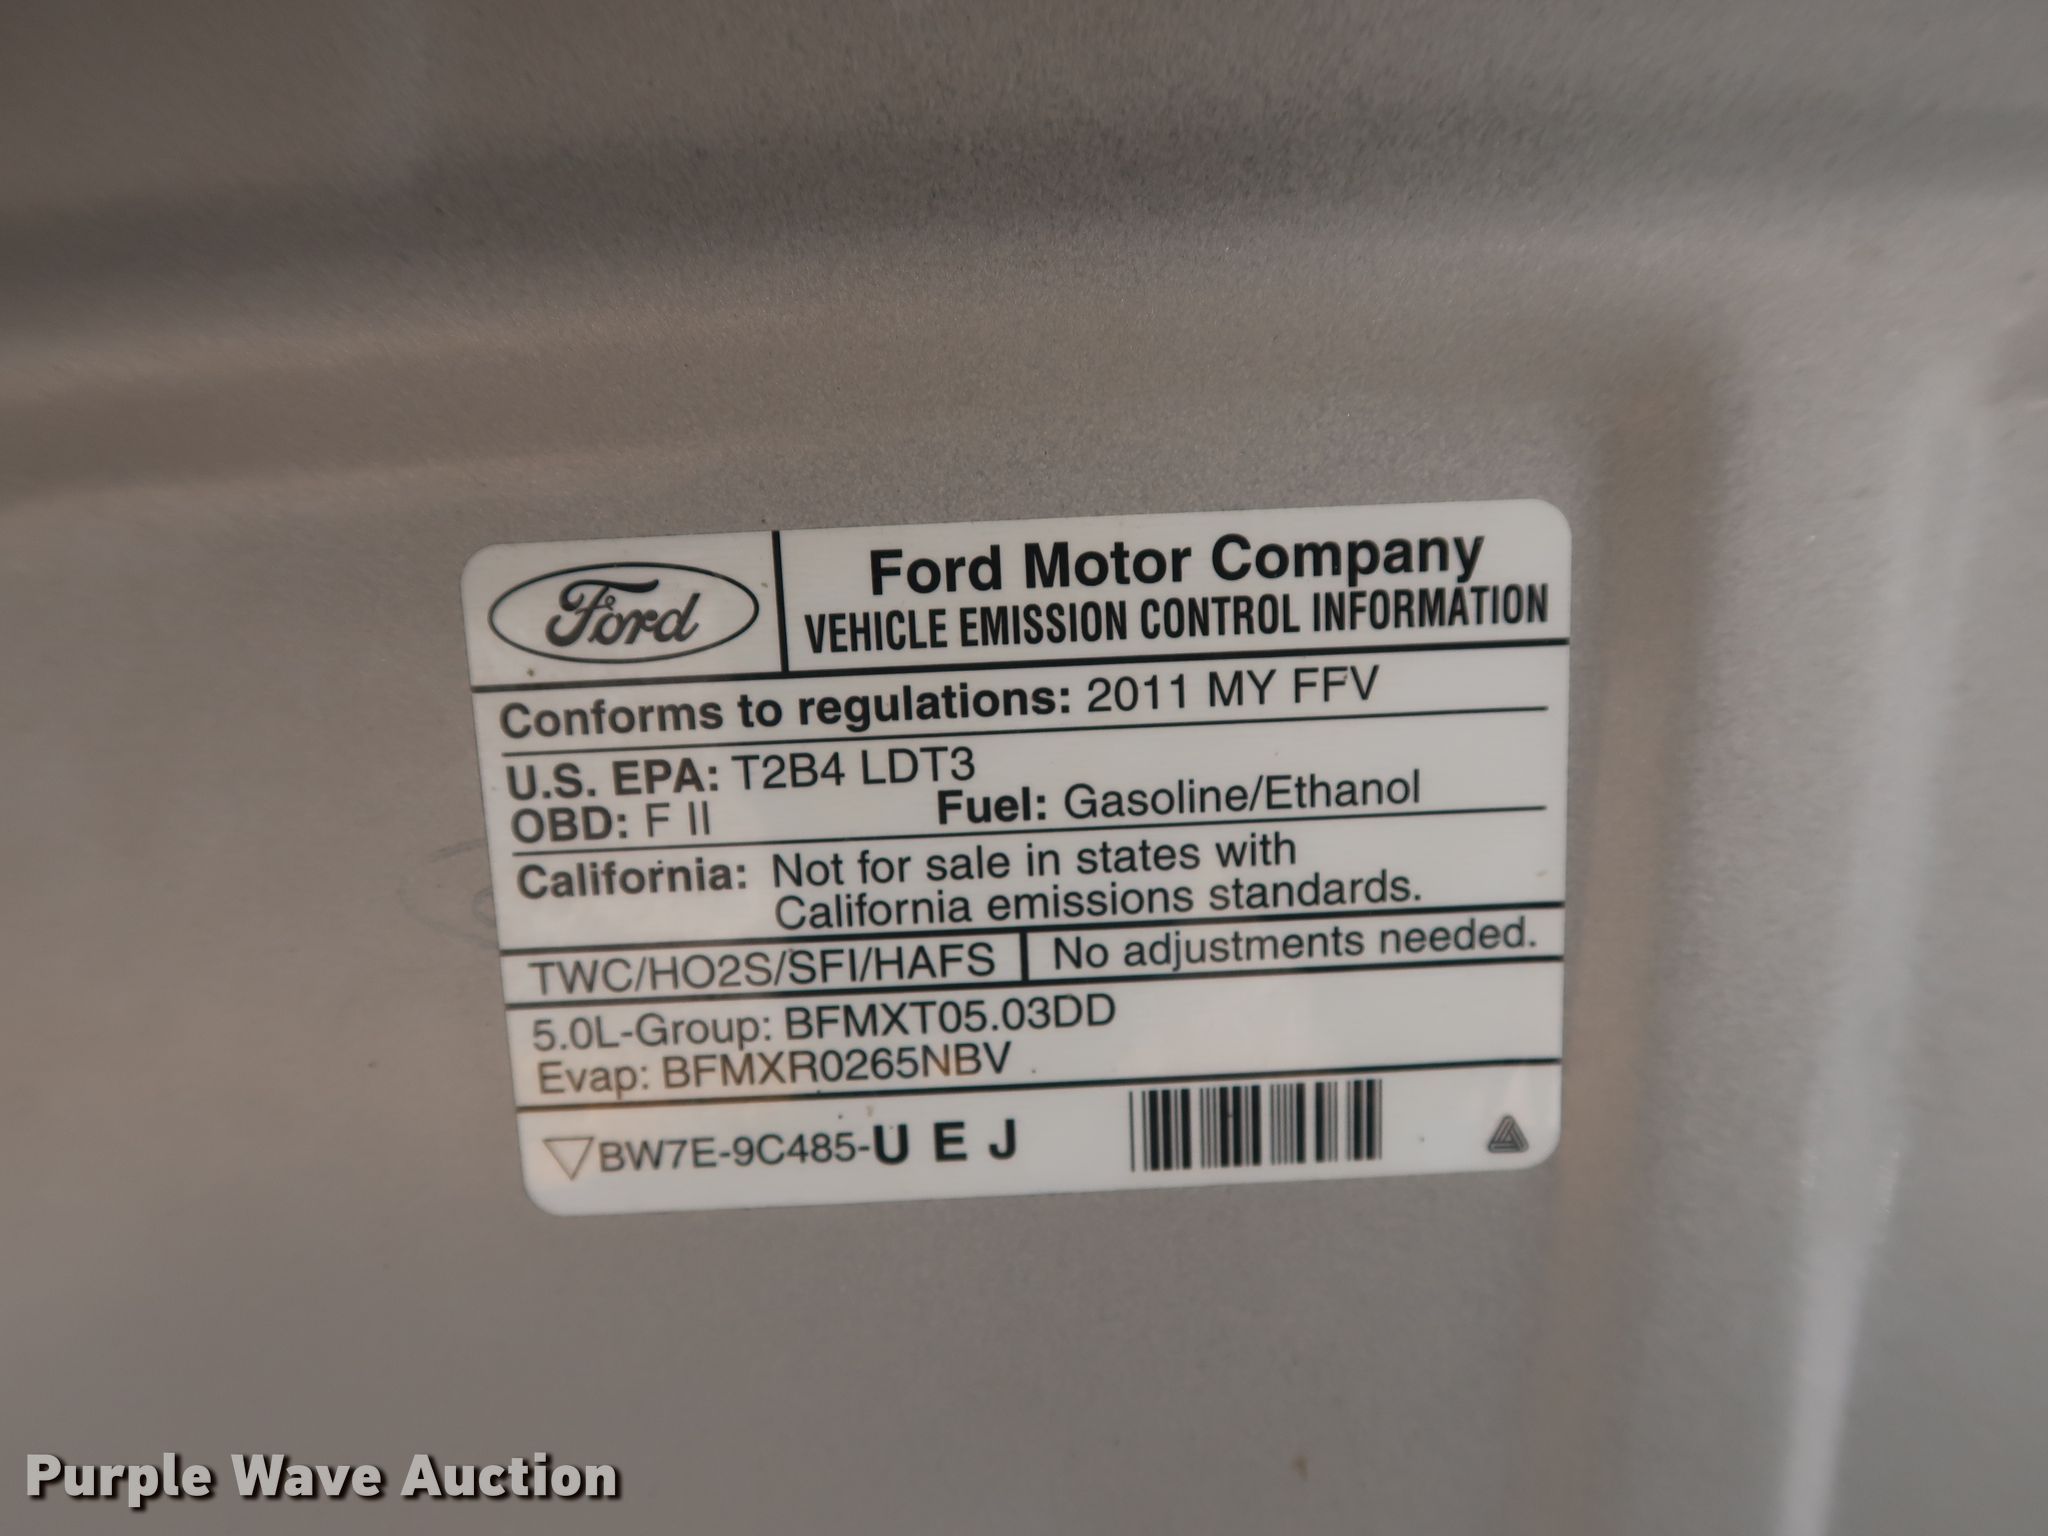 Ford
Ford Motor Company
VEHICLE EMISSION CONTROL INFORMATION
Conforms to regulations: 2011 MY FFV
U.S. EPA: T2B4 LDT3
OBD: F II Fuel: Gasoline/Ethanol
California: Not for sale in states with
California emissions standards.
TWC/HO2S/SFI/HAFS No adjustments needed.
5.0L-Group: BFMXT05.03DD
Evap: BFMXR0265NBV
BW7E-9C485-U E J
Purple Wave Auction